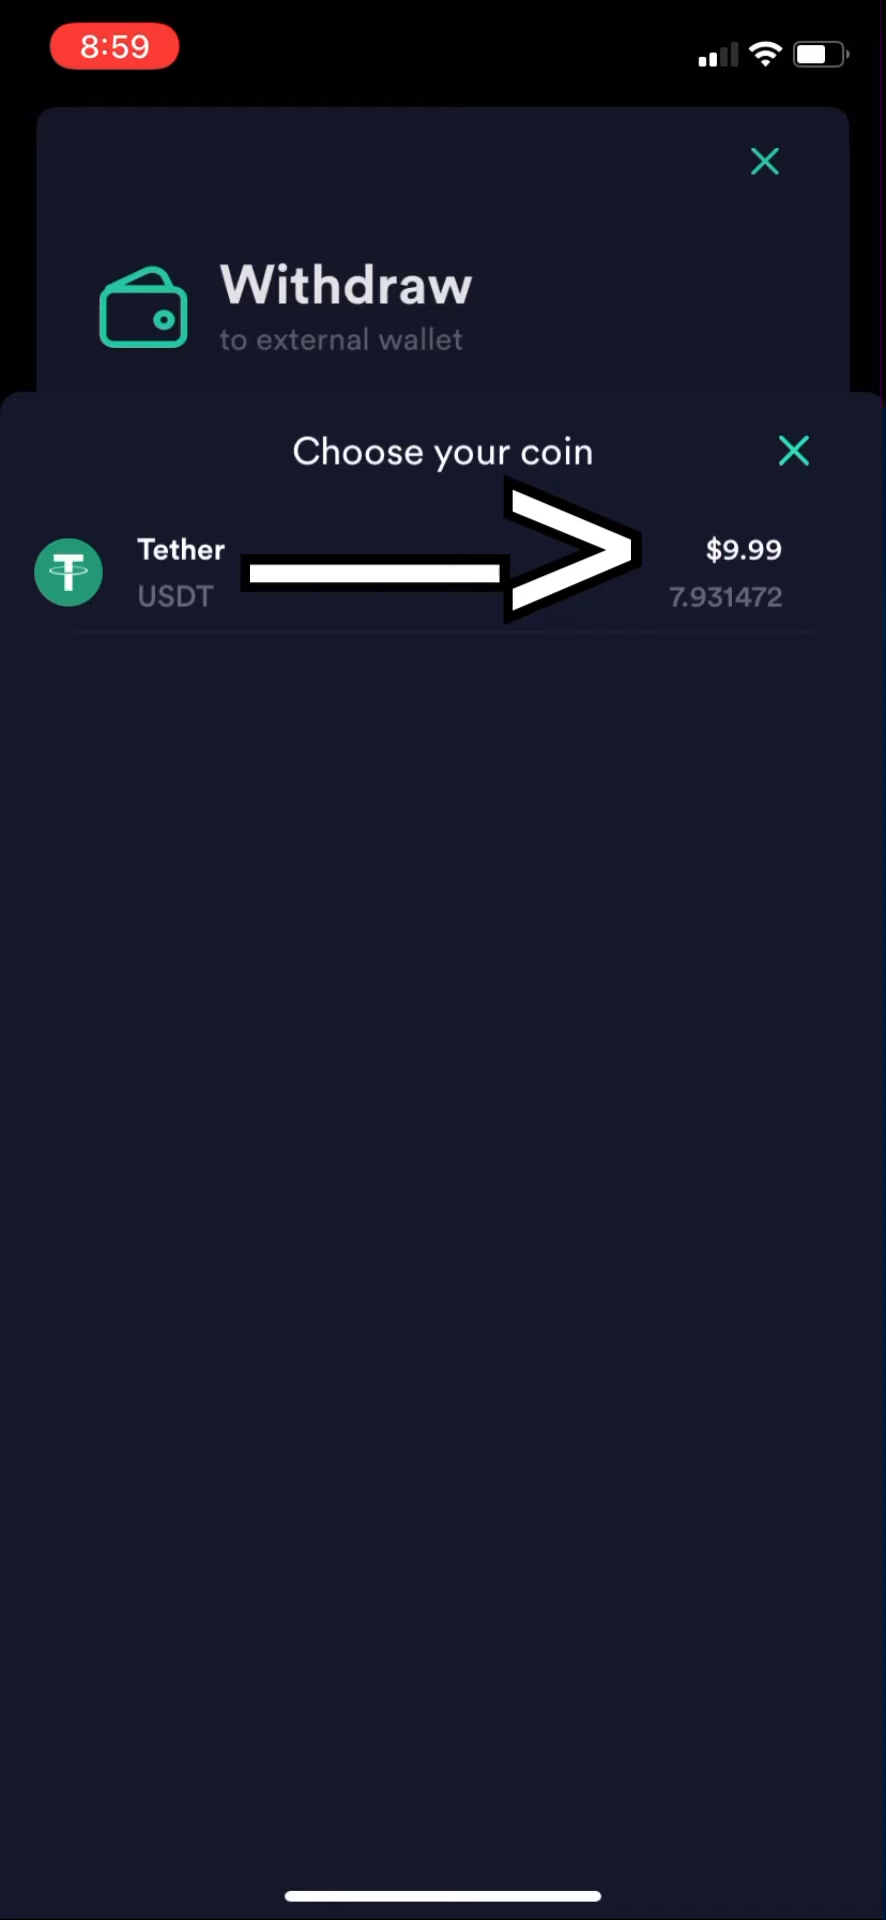 8:59
Withdraw
to external wallet
Choose your coin
Tether
$9.99
USDT
7.931472